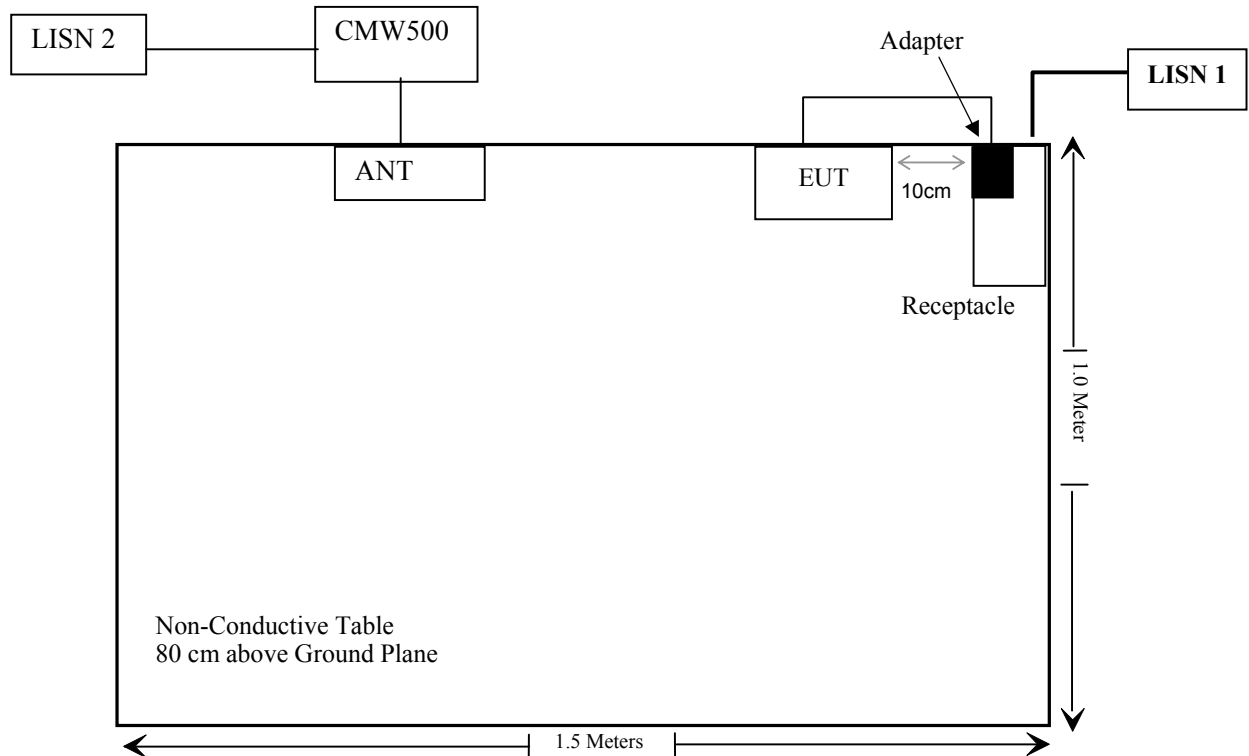 LISN 2
CMW500
Adapter
LISN 1
ANT
EUT
10cm
Receptacle
1.0 Meter
Non-Conductive Table
80 cm above Ground Plane
1.5 Meters